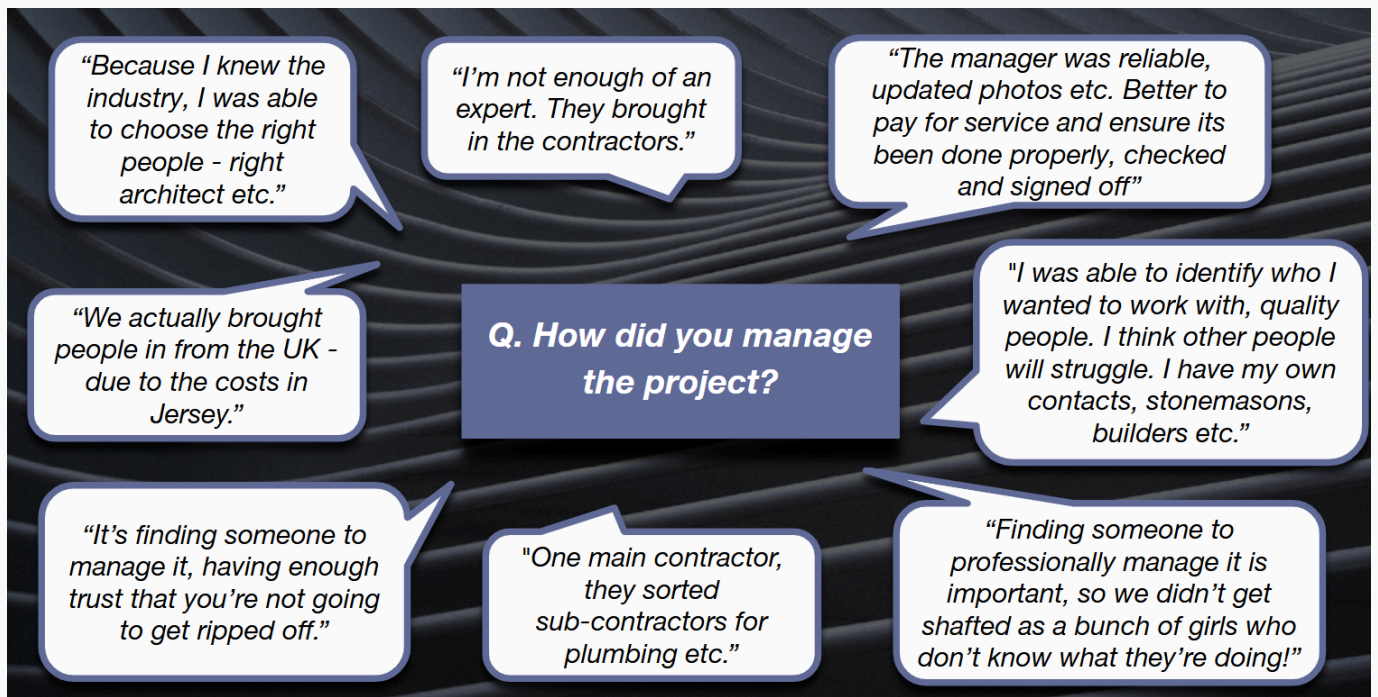 “Because I knew the
industry, I was able
to choose the right
people - right
architect etc.”
“I’m not enough of an
expert. They brought
in the contractors.”
“The manager was reliable,
updated photos etc. Better to
pay for service and ensure its
been done properly, checked
and signed off”
“We actually brought
people in from the UK -
due to the costs in
Jersey.”
Q. How did you manage
the project?
"I was able to identify who I
wanted to work with, quality
people. I think other people
will struggle. I have my own
contacts, stonemasons,
builders etc.”
“It’s finding someone to
manage it, having enough
trust that you’re not going
to get ripped off.”
"One main contractor,
they sorted
sub-contractors for
plumbing etc.”
“Finding someone to
professionally manage it is
important, so we didn’t get
shafted as a bunch of girls who
don’t know what they’re doing!”